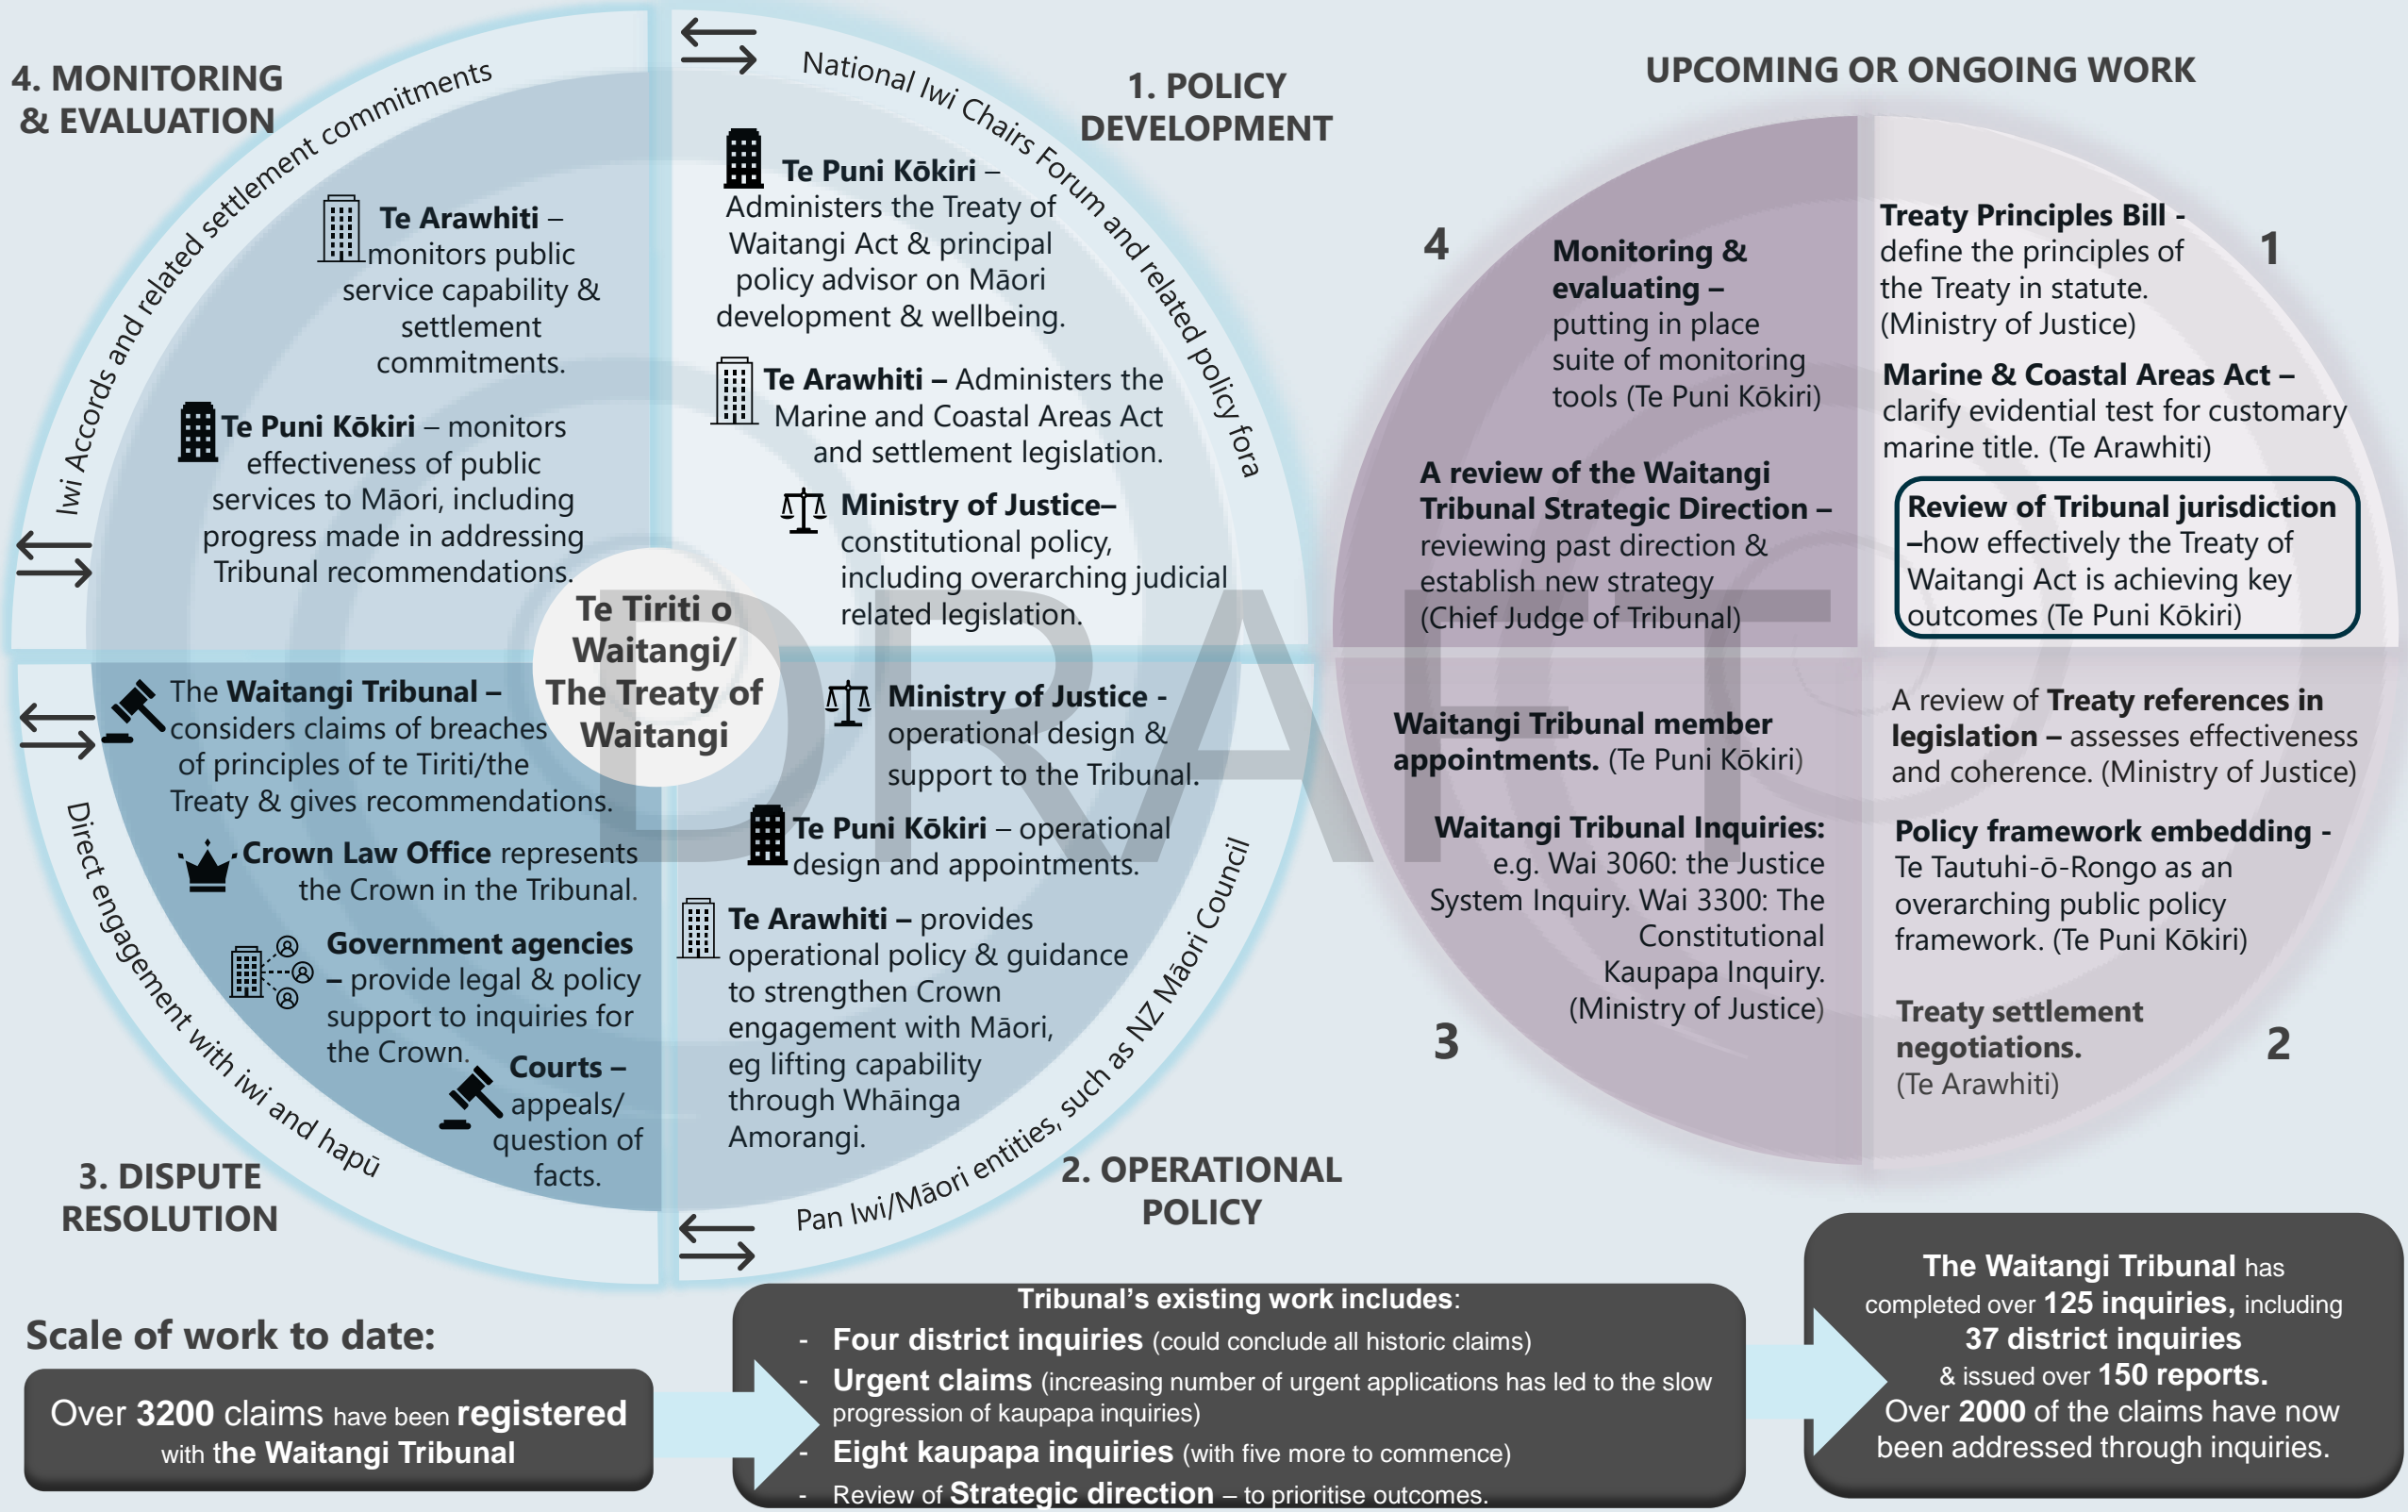 4. MONITORING
& EVALUATION
Iwi Accords and related settlement commitments
Te Arawhiti –
monitors public
service capability &
settlement
commitments.
Te Puni Kōkiri – monitors
effectiveness of public
services to Māori, including
progress made in addressing
Tribunal recommendations.
1. POLICY
DEVELOPMENT
National Iwi Chairs Forum and related policy fora
Te Puni Kōkiri –
Administers the Treaty of
Waitangi Act & principal
policy advisor on Māori
development & wellbeing.
Te Arawhiti – Administers the
Marine and Coastal Areas Act
and settlement legislation.
Ministry of Justice–
constitutional policy,
including overarching judicial
related legislation.
Te Tiriti o
Waitangi/
The Treaty of
Waitangi
DRAFT
The Waitangi Tribunal –
considers claims of breaches
of principles of te Tiriti/the
Treaty & gives recommendations.
Crown Law Office represents
the Crown in the Tribunal.
Government agencies
– provide legal & policy
support to inquiries for
the Crown.
Courts –
appeals/
question of
facts.
Direct engagement with iwi and hapū
3. DISPUTE
RESOLUTION
Ministry of Justice -
operational design &
support to the Tribunal.
Te Puni Kōkiri – operational
design and appointments.
Te Arawhiti – provides
operational policy & guidance
to strengthen Crown
engagement with Māori,
eg lifting capability
through Whāinga
Amorangi.
Pan Iwi/Māori entities, such as NZ Māori Council
2. OPERATIONAL
POLICY
UPCOMING OR ONGOING WORK
4
Monitoring &
evaluating –
putting in place
suite of monitoring
tools (Te Puni Kōkiri)
A review of the Waitangi
Tribunal Strategic Direction –
reviewing past direction &
establish new strategy
(Chief Judge of Tribunal)
1
Treaty Principles Bill -
define the principles of
the Treaty in statute.
(Ministry of Justice)
Marine & Coastal Areas Act –
clarify evidential test for customary
marine title. (Te Arawhiti)
Review of Tribunal jurisdiction
–how effectively the Treaty of
Waitangi Act is achieving key
outcomes (Te Puni Kōkiri)
Waitangi Tribunal member
appointments. (Te Puni Kōkiri)
Waitangi Tribunal Inquiries:
e.g. Wai 3060: the Justice
System Inquiry. Wai 3300: The
Constitutional
Kaupapa Inquiry.
(Ministry of Justice)
3
A review of Treaty references in
legislation – assesses effectiveness
and coherence. (Ministry of Justice)
Policy framework embedding -
Te Tautuhi-ō-Rongo as an
overarching public policy
framework. (Te Puni Kōkiri)
Treaty settlement
negotiations.
(Te Arawhiti)
2
Scale of work to date:
Over 3200 claims have been registered
with the Waitangi Tribunal
Tribunal's existing work includes:
- Four district inquiries (could conclude all historic claims)
- Urgent claims (increasing number of urgent applications has led to the slow
progression of kaupapa inquiries)
- Eight kaupapa inquiries (with five more to commence)
- Review of Strategic direction – to prioritise outcomes.
The Waitangi Tribunal has
completed over 125 inquiries, including
37 district inquiries
& issued over 150 reports.
Over 2000 of the claims have now
been addressed through inquiries.